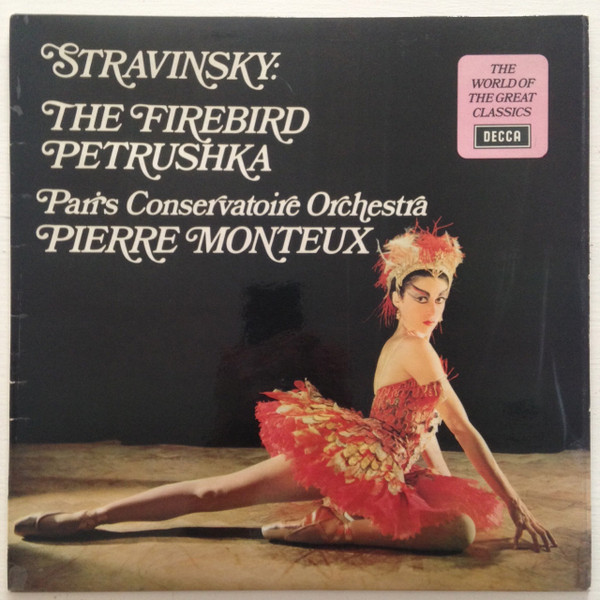 STRAVINSKY:
THE FIREBIRD
PETRUSHKA
Paris Conservatoire Orchestra
PIERRE MONTEUX
THE
WORLD OF
THE GREAT
CLASSICS
DECCA